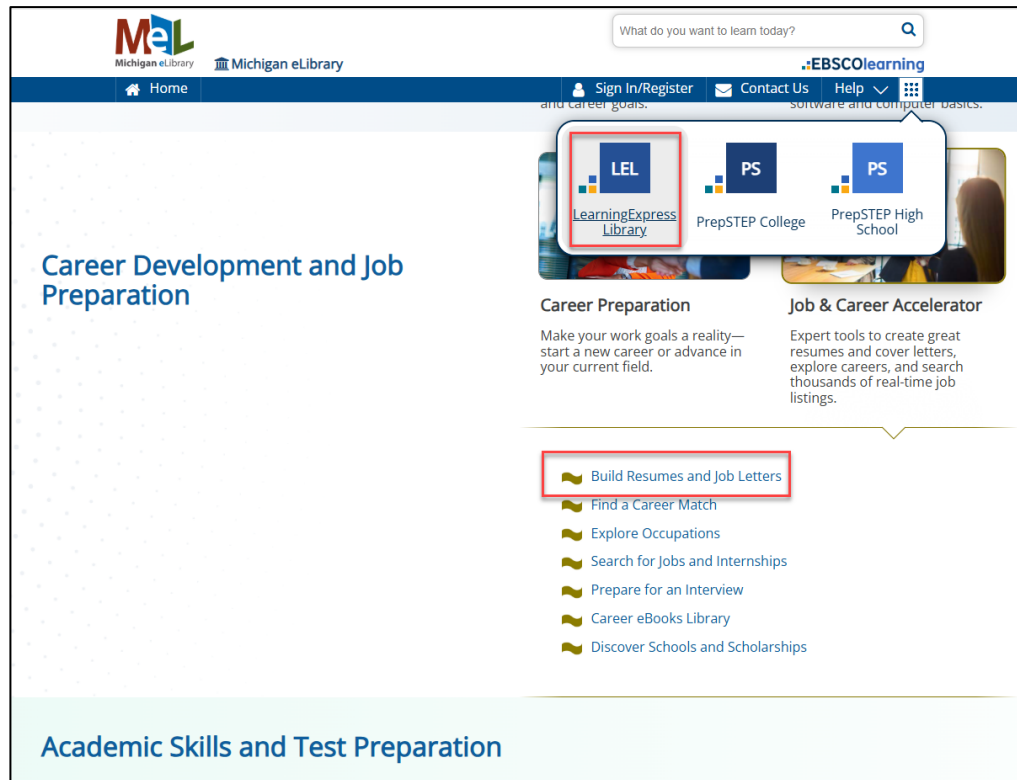 MeL
Michigan eLibrary
Michigan eLibrary
What do you want to learn today?
EBSCOlearning
Home
Sign In/Register
Contact Us
Help
and career goals.
software and computer basics.
LEL
LearningExpress
Library
PS
PrepSTEP College
PS
PrepSTEP High
School
Career Development and Job
Preparation
Career Preparation
Make your work goals a reality—
start a new career or advance in
your current field.
Job & Career Accelerator
Expert tools to create great
resumes and cover letters,
explore careers, and search
thousands of real-time job
listings.
Build Resumes and Job Letters
Find a Career Match
Explore Occupations
Search for Jobs and Internships
Prepare for an Interview
Career eBooks Library
Discover Schools and Scholarships
Academic Skills and Test Preparation